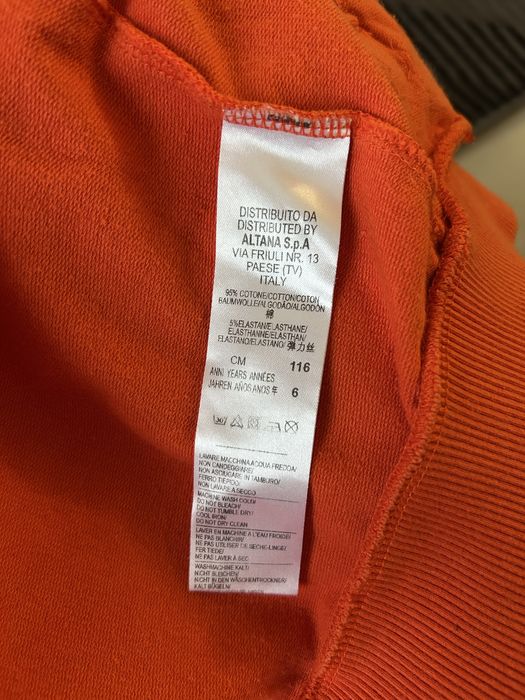 DISTRIBUITO DA
DISTRIBUTED BY
ALTANA S.p.A
VIA FRIULI NR. 13
PAESE (TV)
ITALY
95% COTONE/COTTON/COTON
BAUMWOLLE/ALGODÃO/ALGODÓN
棉
5%ELASTAN/ELASTHANE/
ELASTHANNE/ELASTHAN/
ELASTANO/ELASTANO/ 弹力丝
CM 116
ANNI YEARS ANNÉES
JAHREN AÑOS ANOS 年 6
LAVARE MACCHINA ACQUA FREDDA/
NON CANDEGGIARE/
NON ASCIUGARE IN TAMBURO/
FERRO TIEPIDO/
NON LAVARE A SECCO
MACHINE WASH COLD/
DO NOT BLEACH/
DO NOT TUMBLE DRY/
COOL IRON/
DO NOT DRY CLEAN
LAVER EN MACHINE A L'EAU FROIDE/
NE PAS BLANCHIR/
NE PAS UTILISER DE SECHE-LINGE/
FER TIEDE/
NE PAS LAVER À SEC
WASHMACHINE KALT/
NICHT BLEICHEN/
NICHT IN DEN WÄSCHENTROCKNER/
KALT BÜGELN/